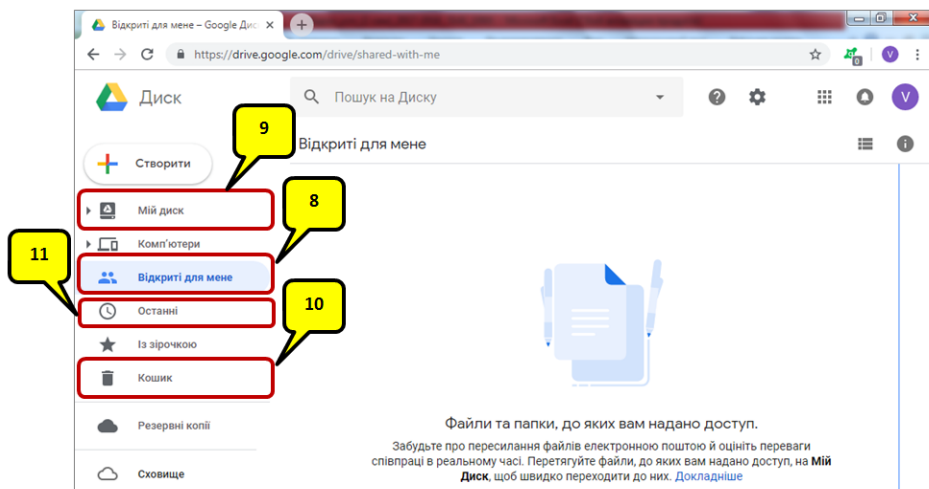 Відкриті для мене – Google Дис
https://drive.google.com/drive/shared-with-me
0
V
Диск
Пошук на Диску
V
9
Відкриті для мене
Створити
8
Мій диск
11
Комп'ютери
Відкриті для мене
10
Останні
Із зірочкою
Кошик
Файли та папки, до яких вам надано доступ.
Резервні копії
Забудьте про пересилання файлів електронною поштою й оцініть переваги
співпраці в реальному часі. Перетягуйте файли, до яких вам надано доступ, на Мій
Диск, щоб швидко переходити до них. Докладніше
Сховище